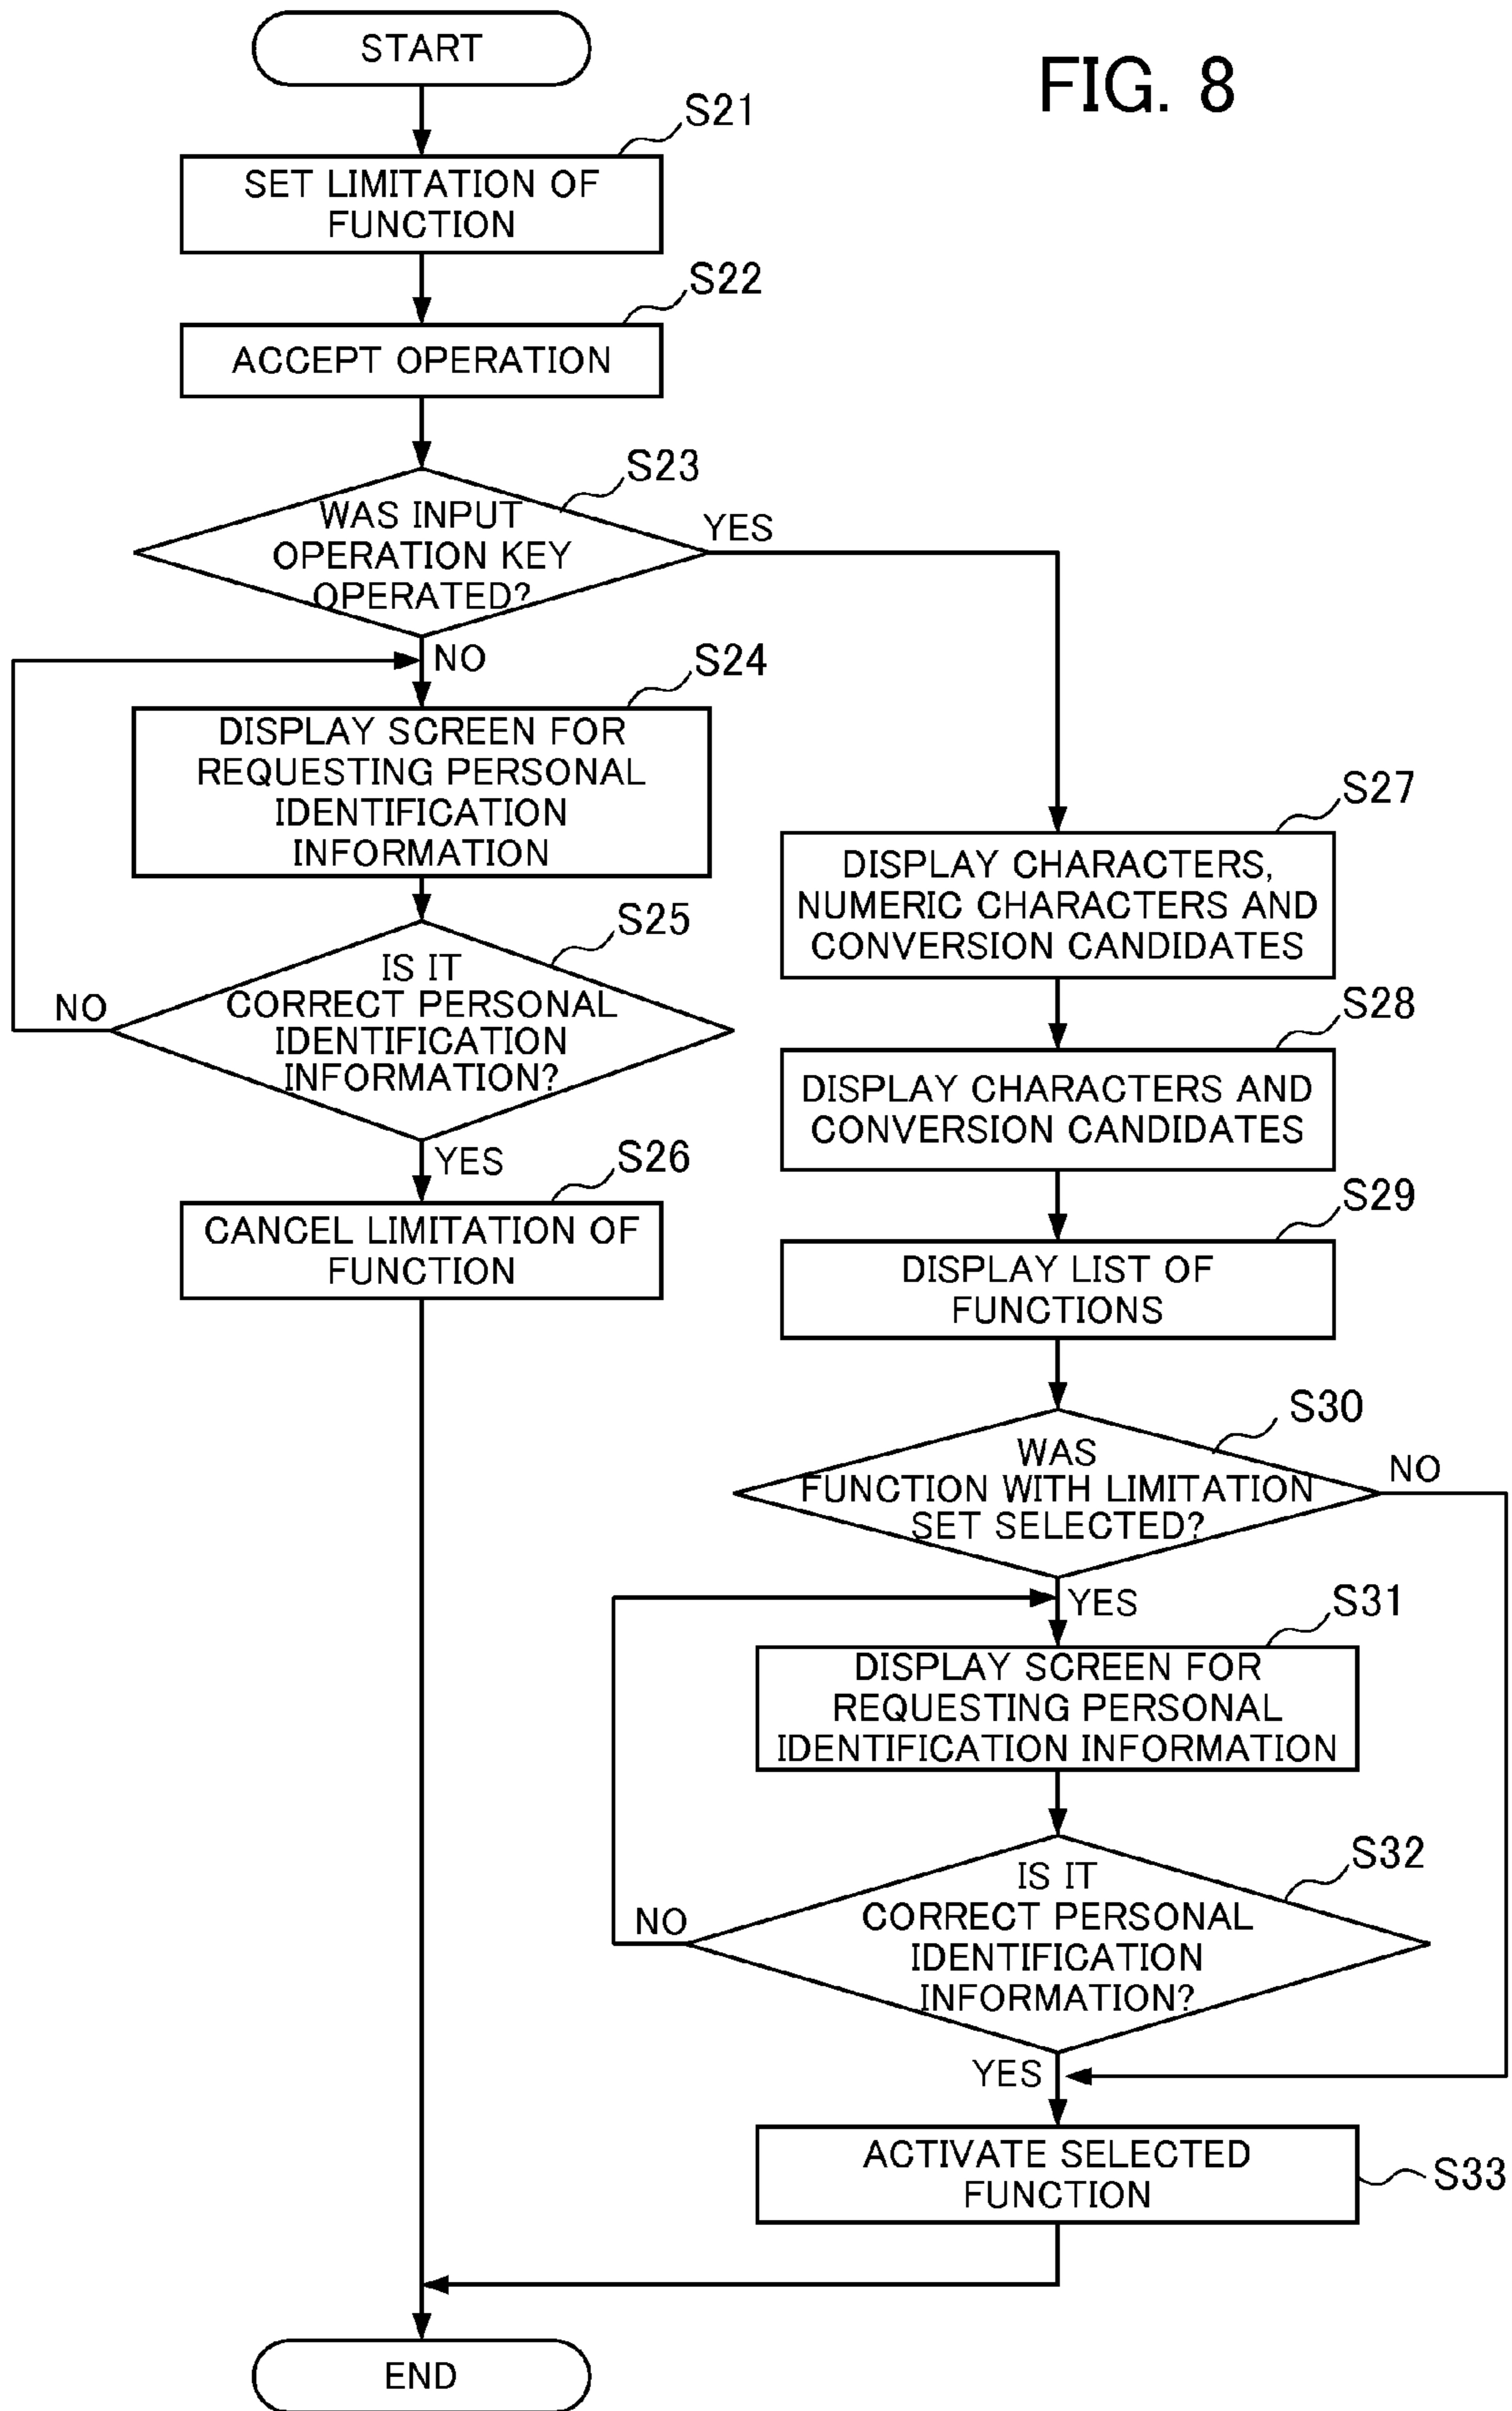 FIG. 8
START
S21
SET LIMITATION OF
FUNCTION
S22
ACCEPT OPERATION
S23
WAS INPUT
OPERATION KEY
OPERATED?
YES
NO
S24
DISPLAY SCREEN FOR
REQUESTING PERSONAL
IDENTIFICATION
INFORMATION
S25
IS IT
CORRECT PERSONAL
IDENTIFICATION
INFORMATION?
NO
YES
S26
CANCEL LIMITATION OF
FUNCTION
S27
DISPLAY CHARACTERS,
NUMERIC CHARACTERS AND
CONVERSION CANDIDATES
S28
DISPLAY CHARACTERS AND
CONVERSION CANDIDATES
S29
DISPLAY LIST OF
FUNCTIONS
S30
WAS
FUNCTION WITH LIMITATION
SET SELECTED?
NO
YES
S31
DISPLAY SCREEN FOR
REQUESTING PERSONAL
IDENTIFICATION INFORMATION
S32
IS IT
CORRECT PERSONAL
IDENTIFICATION
INFORMATION?
NO
YES
ACTIVATE SELECTED
FUNCTION
S33
END